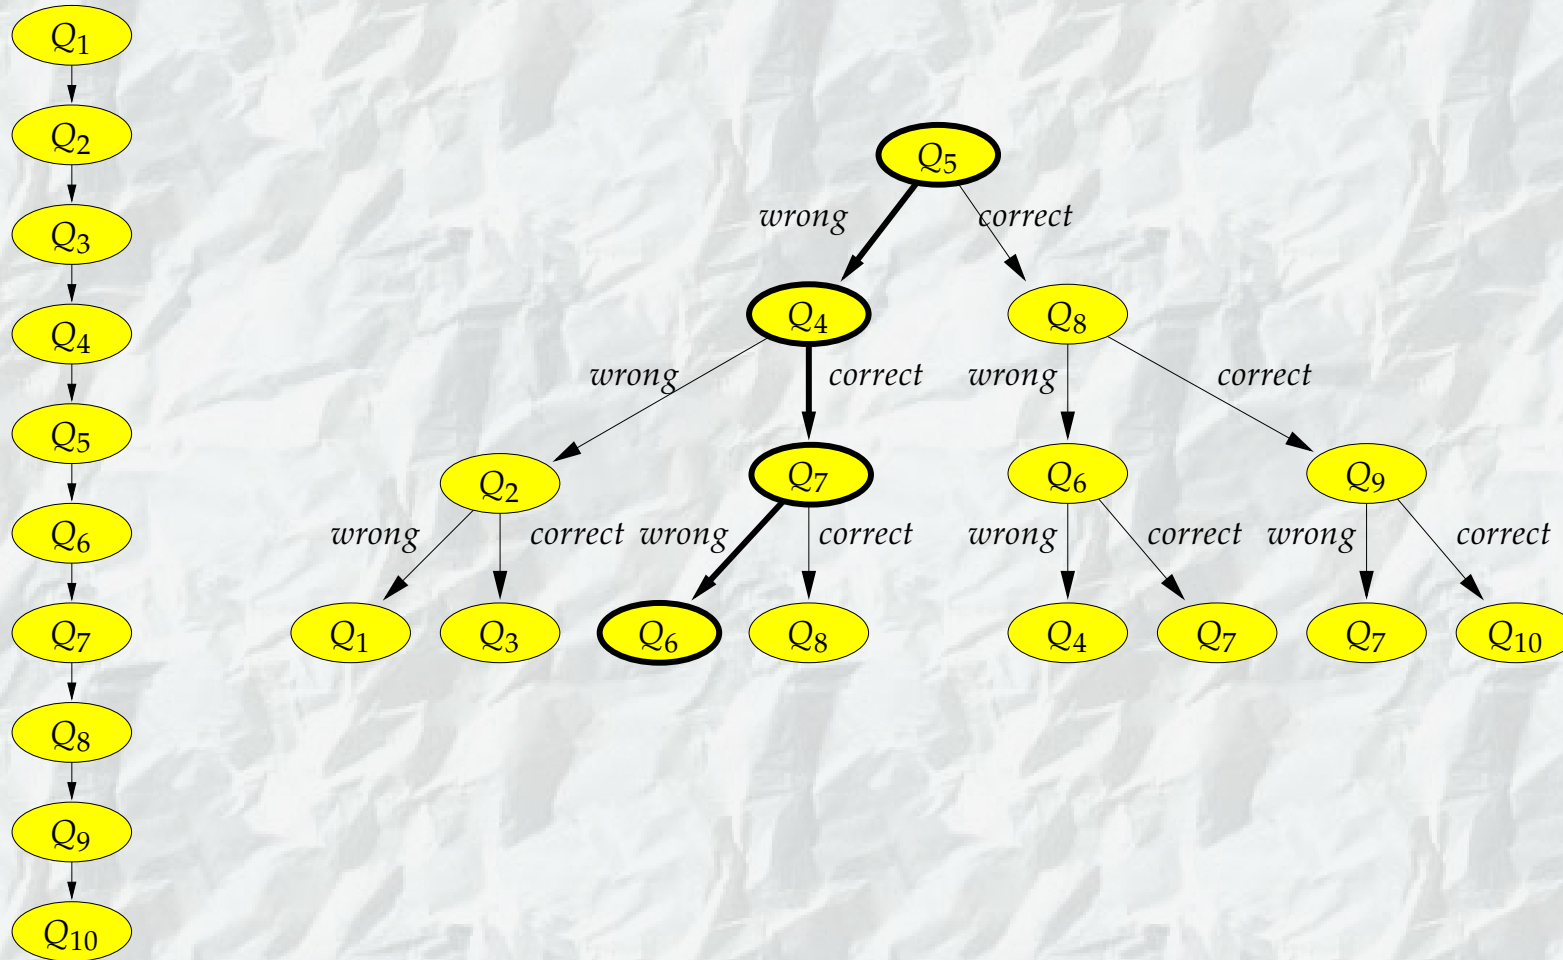 Q1
Q2
Q3
Q4
Q5
Q6
Q7
Q8
Q9
Q10
Q5
wrong correct
Q4 Q8
wrong correct wrong correct
Q2 Q7 Q6 Q9
wrong correct wrong correct wrong correct wrong correct
Q1 Q3 Q6 Q8 Q4 Q7 Q7 Q10